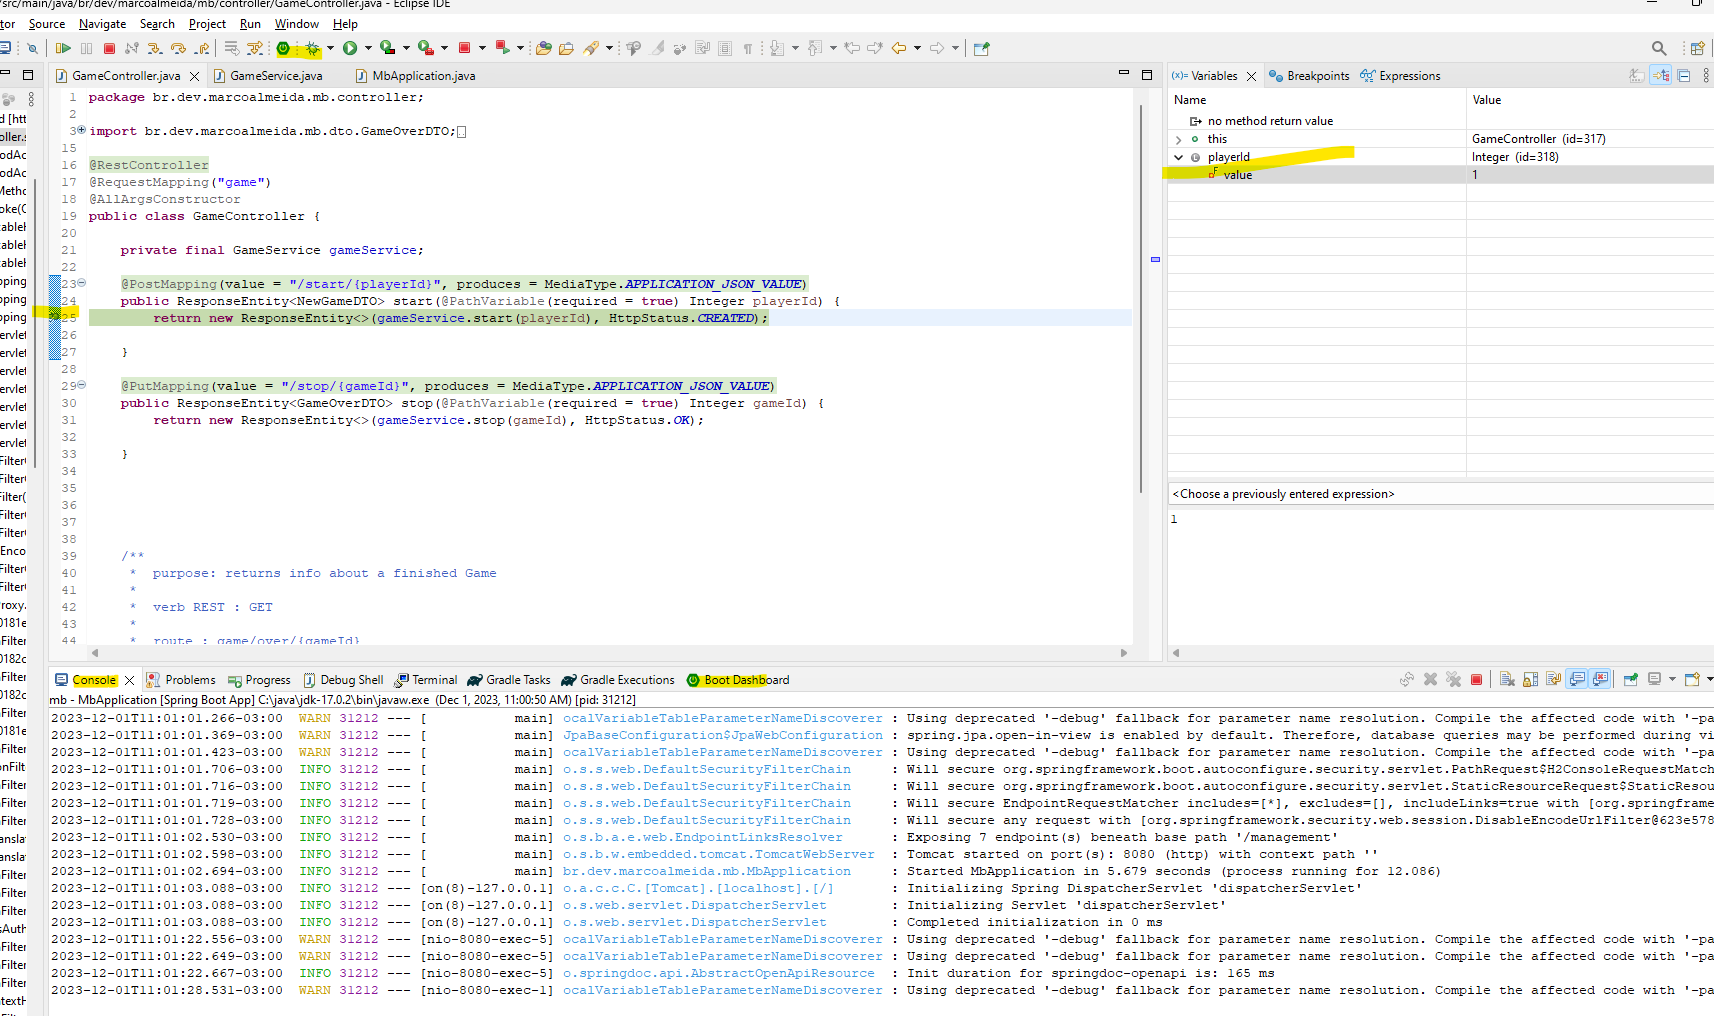 /src/main/java/br/dev/marcoalmeida/mb/controller/GameController.java - Eclipse IDE
tor Source Navigate Search Project Run Window Help
GameController.java
GameService.java
MbApplication.java
1 package br.dev.marcoalmeida.mb.controller;
2
3 import br.dev.marcoalmeida.mb.dto.GameOverDTO;
15
16 @RestController
17 @RequestMapping("game")
18 @AllArgsConstructor
19 public class GameController {
20
21 private final GameService gameService;
22
23 @PostMapping(value = "/start/{playerId}", produces = MediaType.APPLICATION_JSON_VALUE)
24 public ResponseEntity<NewGameDTO> start(@PathVariable(required = true) Integer playerId) {
25 return new ResponseEntity<>(gameService.start(playerId), HttpStatus.CREATED);
26
27 }
28
29 @PutMapping(value = "/stop/{gameId}", produces = MediaType.APPLICATION_JSON_VALUE)
30 public ResponseEntity<GameOverDTO> stop(@PathVariable(required = true) Integer gameId) {
31 return new ResponseEntity<>(gameService.stop(gameId), HttpStatus.OK);
32
33 }
34
35
36
37
38
39 /**
40 * purpose: returns info about a finished Game
41 *
42 * verb REST : GET
43 *
44 * route : game/over/{gameId}
(x)= Variables
Breakpoints
Expressions
Name Value
no method return value
this GameController (id=317)
playerId Integer (id=318)
value 1
<Choose a previously entered expression>
1
Console
Problems
Progress
Debug Shell
Terminal
Gradle Tasks
Gradle Executions
Boot Dashboard
mb - MbApplication [Spring Boot App] C:\java\jdk-17.0.2\bin\javaw.exe (Dec 1, 2023, 11:00:50 AM) [pid: 31212]
2023-12-01T11:01:01.266-03:00 WARN 31212 --- [ main] ocalVariableTableParameterNameDiscoverer : Using deprecated '-debug' fallback for parameter name resolution. Compile the affected code with '-pa
2023-12-01T11:01:01.369-03:00 WARN 31212 --- [ main] JpaBaseConfiguration$JpaWebConfiguration : spring.jpa.open-in-view is enabled by default. Therefore, database queries may be performed during vi
2023-12-01T11:01:01.423-03:00 WARN 31212 --- [ main] ocalVariableTableParameterNameDiscoverer : Using deprecated '-debug' fallback for parameter name resolution. Compile the affected code with '-pa
2023-12-01T11:01:01.706-03:00 INFO 31212 --- [ main] o.s.s.web.DefaultSecurityFilterChain : Will secure org.springframework.boot.autoconfigure.security.servlet.PathRequest$H2ConsoleRequestMatch
2023-12-01T11:01:01.716-03:00 INFO 31212 --- [ main] o.s.s.web.DefaultSecurityFilterChain : Will secure org.springframework.boot.autoconfigure.security.servlet.StaticResourceRequest$StaticResou
2023-12-01T11:01:01.719-03:00 INFO 31212 --- [ main] o.s.s.web.DefaultSecurityFilterChain : Will secure EndpointRequestMatcher includes=[*], excludes=[], includeLinks=true with [org.springframe
2023-12-01T11:01:01.728-03:00 INFO 31212 --- [ main] o.s.s.web.DefaultSecurityFilterChain : Will secure any request with [org.springframework.security.web.session.DisableEncodeUrlFilter@623e578
2023-12-01T11:01:02.530-03:00 INFO 31212 --- [ main] o.s.b.a.e.web.EndpointLinksResolver : Exposing 7 endpoint(s) beneath base path '/management'
2023-12-01T11:01:02.598-03:00 INFO 31212 --- [ main] o.s.b.w.embedded.tomcat.TomcatWebServer : Tomcat started on port(s): 8080 (http) with context path ''
2023-12-01T11:01:02.694-03:00 INFO 31212 --- [ main] br.dev.marcoalmeida.mb.MbApplication : Started MbApplication in 5.679 seconds (process running for 12.086)
2023-12-01T11:01:03.088-03:00 INFO 31212 --- [on(8)-127.0.0.1] o.a.c.c.C.[Tomcat].[localhost].[/] : Initializing Spring DispatcherServlet 'dispatcherServlet'
2023-12-01T11:01:03.088-03:00 INFO 31212 --- [on(8)-127.0.0.1] o.s.web.servlet.DispatcherServlet : Initializing Servlet 'dispatcherServlet'
2023-12-01T11:01:03.088-03:00 INFO 31212 --- [on(8)-127.0.0.1] o.s.web.servlet.DispatcherServlet : Completed initialization in 0 ms
2023-12-01T11:01:22.556-03:00 WARN 31212 --- [nio-8080-exec-5] ocalVariableTableParameterNameDiscoverer : Using deprecated '-debug' fallback for parameter name resolution. Compile the affected code with '-pa
2023-12-01T11:01:22.649-03:00 WARN 31212 --- [nio-8080-exec-5] ocalVariableTableParameterNameDiscoverer : Using deprecated '-debug' fallback for parameter name resolution. Compile the affected code with '-pa
2023-12-01T11:01:22.667-03:00 INFO 31212 --- [nio-8080-exec-5] o.springdoc.api.AbstractOpenApiResource : Init duration for springdoc-openapi is: 165 ms
2023-12-01T11:01:28.531-03:00 WARN 31212 --- [nio-8080-exec-1] ocalVariableTableParameterNameDiscoverer : Using deprecated '-debug' fallback for parameter name resolution. Compile the affected code with '-pa